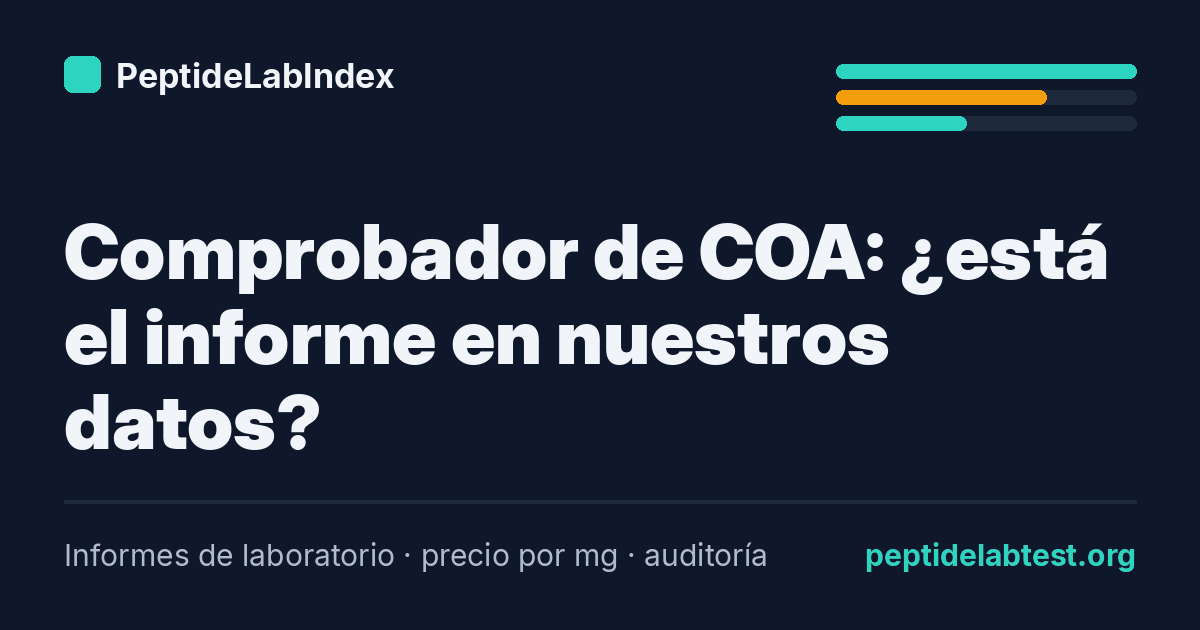 PeptideLabIndex
Comprobador de COA: ¿está
el informe en nuestros
datos?
Informes de laboratorio · precio por mg · auditoría
peptidelabtest.org